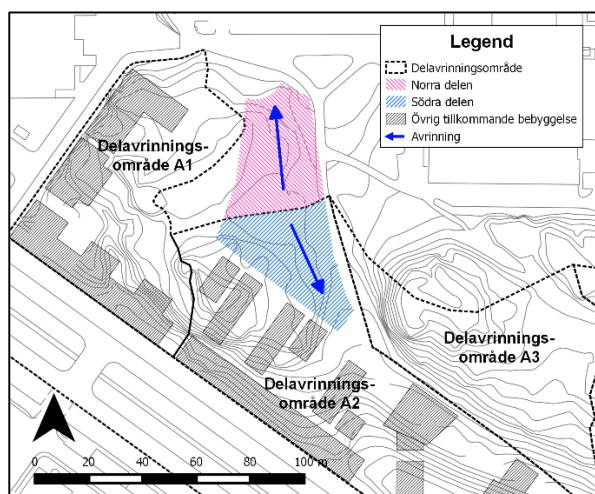 Legend
Delavrinningsområde
Norra delen
Södra delen
Övrig tillkommande bebyggelse
Avrinning
Delavrinnings-
område A1
Delavrinnings-
område A3
Delavrinnings-
område A2
0 20 40 60 80 100 m